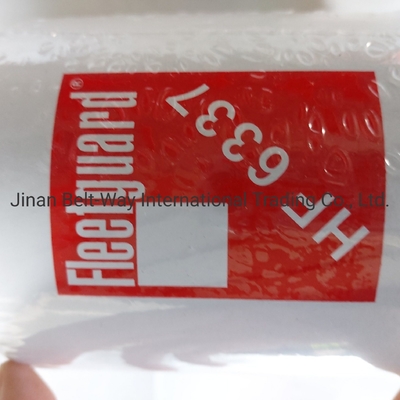 Fleetguard®
HF 6337
Jinan Belt Way International Trading Co., Ltd.